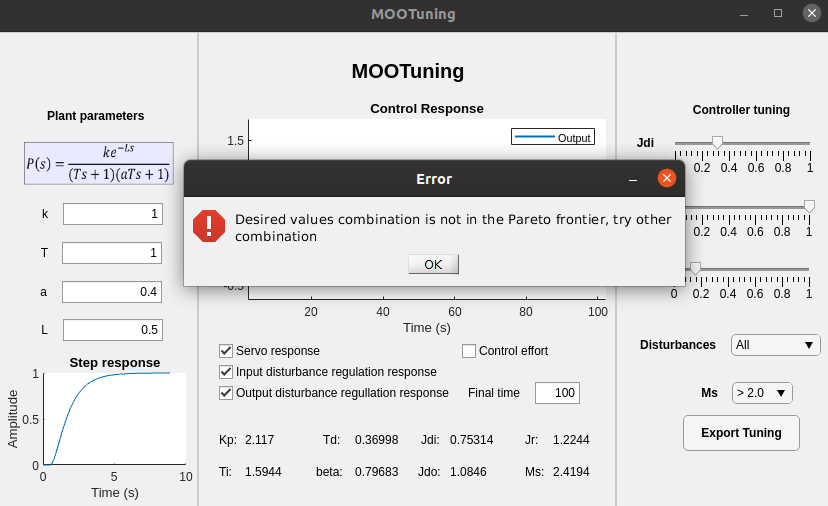 MOOTuning
MOOTuning
Plant parameters
P(s) = ke^{-Ls} / (Ts + 1)(aTs + 1)
k 1
T 1
a 0.4
L 0.5
Step response
Amplitude
1
0.5
0
0 5 10
Time (s)
Control Response
Output
1.5
-0.5
20 40 60 80 100
Time (s)
Error
Desired values combination is not in the Pareto frontier, try other
combination
OK
Servo response
Control effort
Input disturbance regulation response
Output disturbance regullation response
Final time 100
Kp: 2.117 Td: 0.36998 Jdi: 0.75314 Jr: 1.2244
Ti: 1.5944 beta: 0.79683 Jdo: 1.0846 Ms: 2.4194
Controller tuning
Jdi
0.2 0.4 0.6 0.8 1
0.2 0.4 0.6 0.8 1
0 0.2 0.4 0.6 0.8 1
Disturbances All
Ms > 2.0
Export Tuning